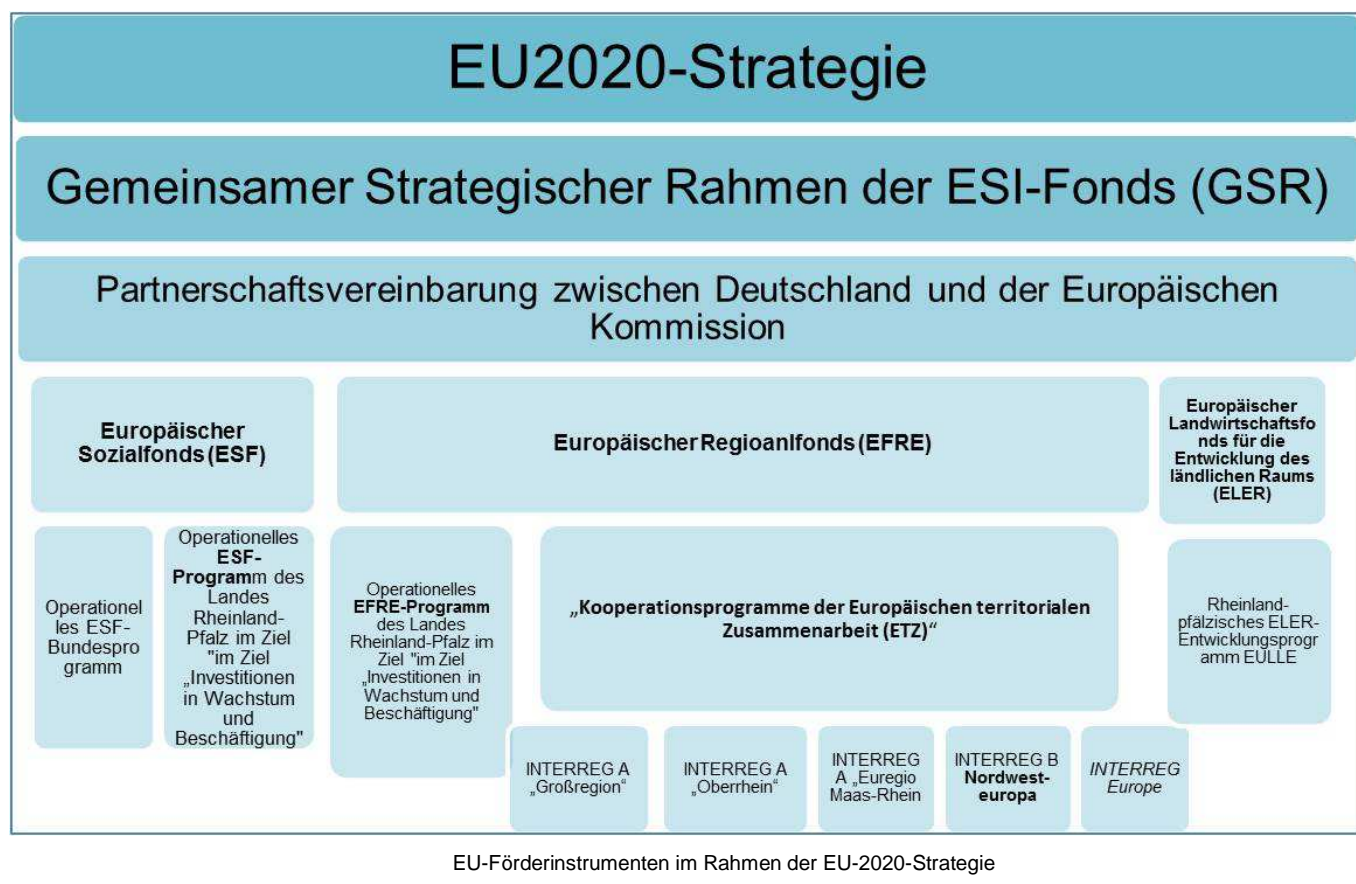 EU2020-Strategie
Gemeinsamer Strategischer Rahmen der ESI-Fonds (GSR)
Partnerschaftsvereinbarung zwischen Deutschland und der Europäischen
Kommission
Europäischer
Sozialfonds (ESF)
Europäischer Regioanlfonds (EFRE)
Europäischer
Landwirtschaftsfo
nds für die
Entwicklung des
ländlichen Raums
(ELER)
Operationel
les ESF-
Bundespro
gramm
Operationelles
ESF-
Programm des
Landes
Rheinland-
Pfalz im Ziel
"im Ziel
„Investitionen
in Wachstum
und
Beschäftigung"
Operationelles
EFRE-Programm
des Landes
Rheinland-Pfalz im
Ziel "im Ziel
„Investitionen in
Wachstum und
Beschäftigung"
„Kooperationsprogramme der Europäischen territorialen
Zusammenarbeit (ETZ)“
Rheinland-
pfälzisches ELER-
Entwicklungsprogr
amm EULLE
INTERREG A
„Großregion“
INTERREG A
„Oberrhein“
INTERREG
A „Euregio
Maas-Rhein
INTERREG B
Nordwest-
europa
INTERREG
Europe
EU-Förderinstrumenten im Rahmen der EU-2020-Strategie